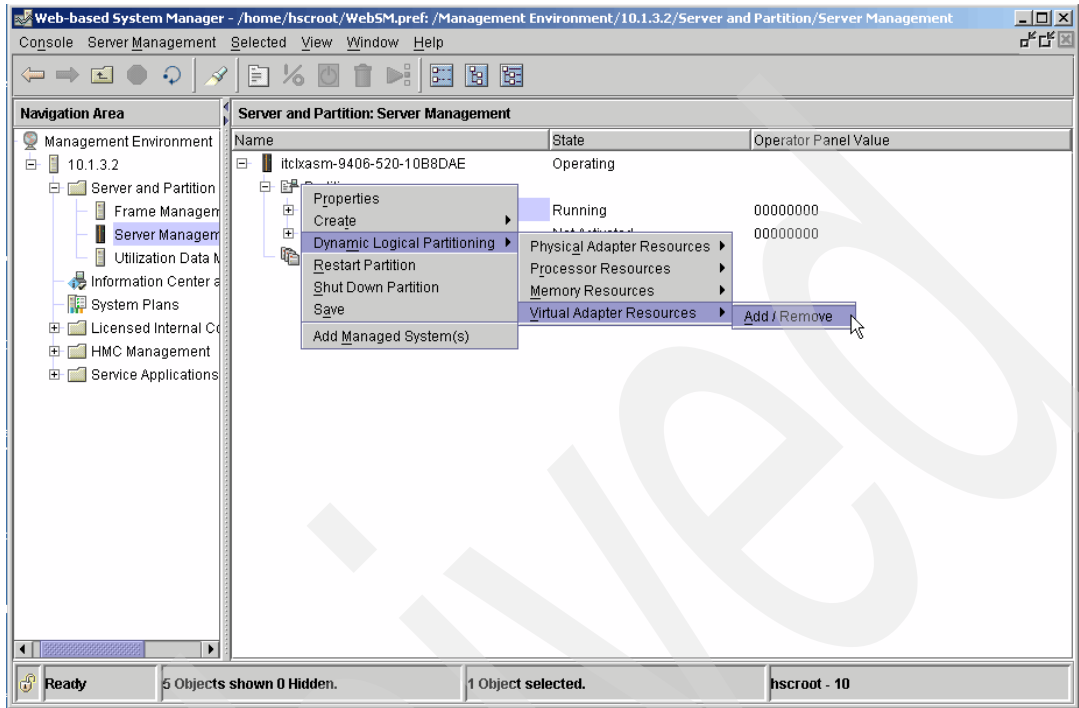 Web-based System Manager - /home/hscroot/WebSM.pref: /Management Environment/10.1.3.2/Server and Partition/Server Management
Console Server Management Selected View Window Help
Navigation Area
Server and Partition: Server Management
Management Environment
10.1.3.2
Server and Partition
Frame Managem
Server Managem
Utilization Data
Information Center a
System Plans
Licensed Internal Co
HMC Management
Service Applications
Name State Operator Panel Value
itclxasm-9406-520-10B8DAE Operating
Running 00000000
00000000
Properties
Create
Dynamic Logical Partitioning
Restart Partition
Shut Down Partition
Save
Add Managed System(s)
Physical Adapter Resources
Processor Resources
Memory Resources
Virtual Adapter Resources
Add / Remove
Ready 5 Objects shown 0 Hidden. 1 Object selected. hscroot - 10